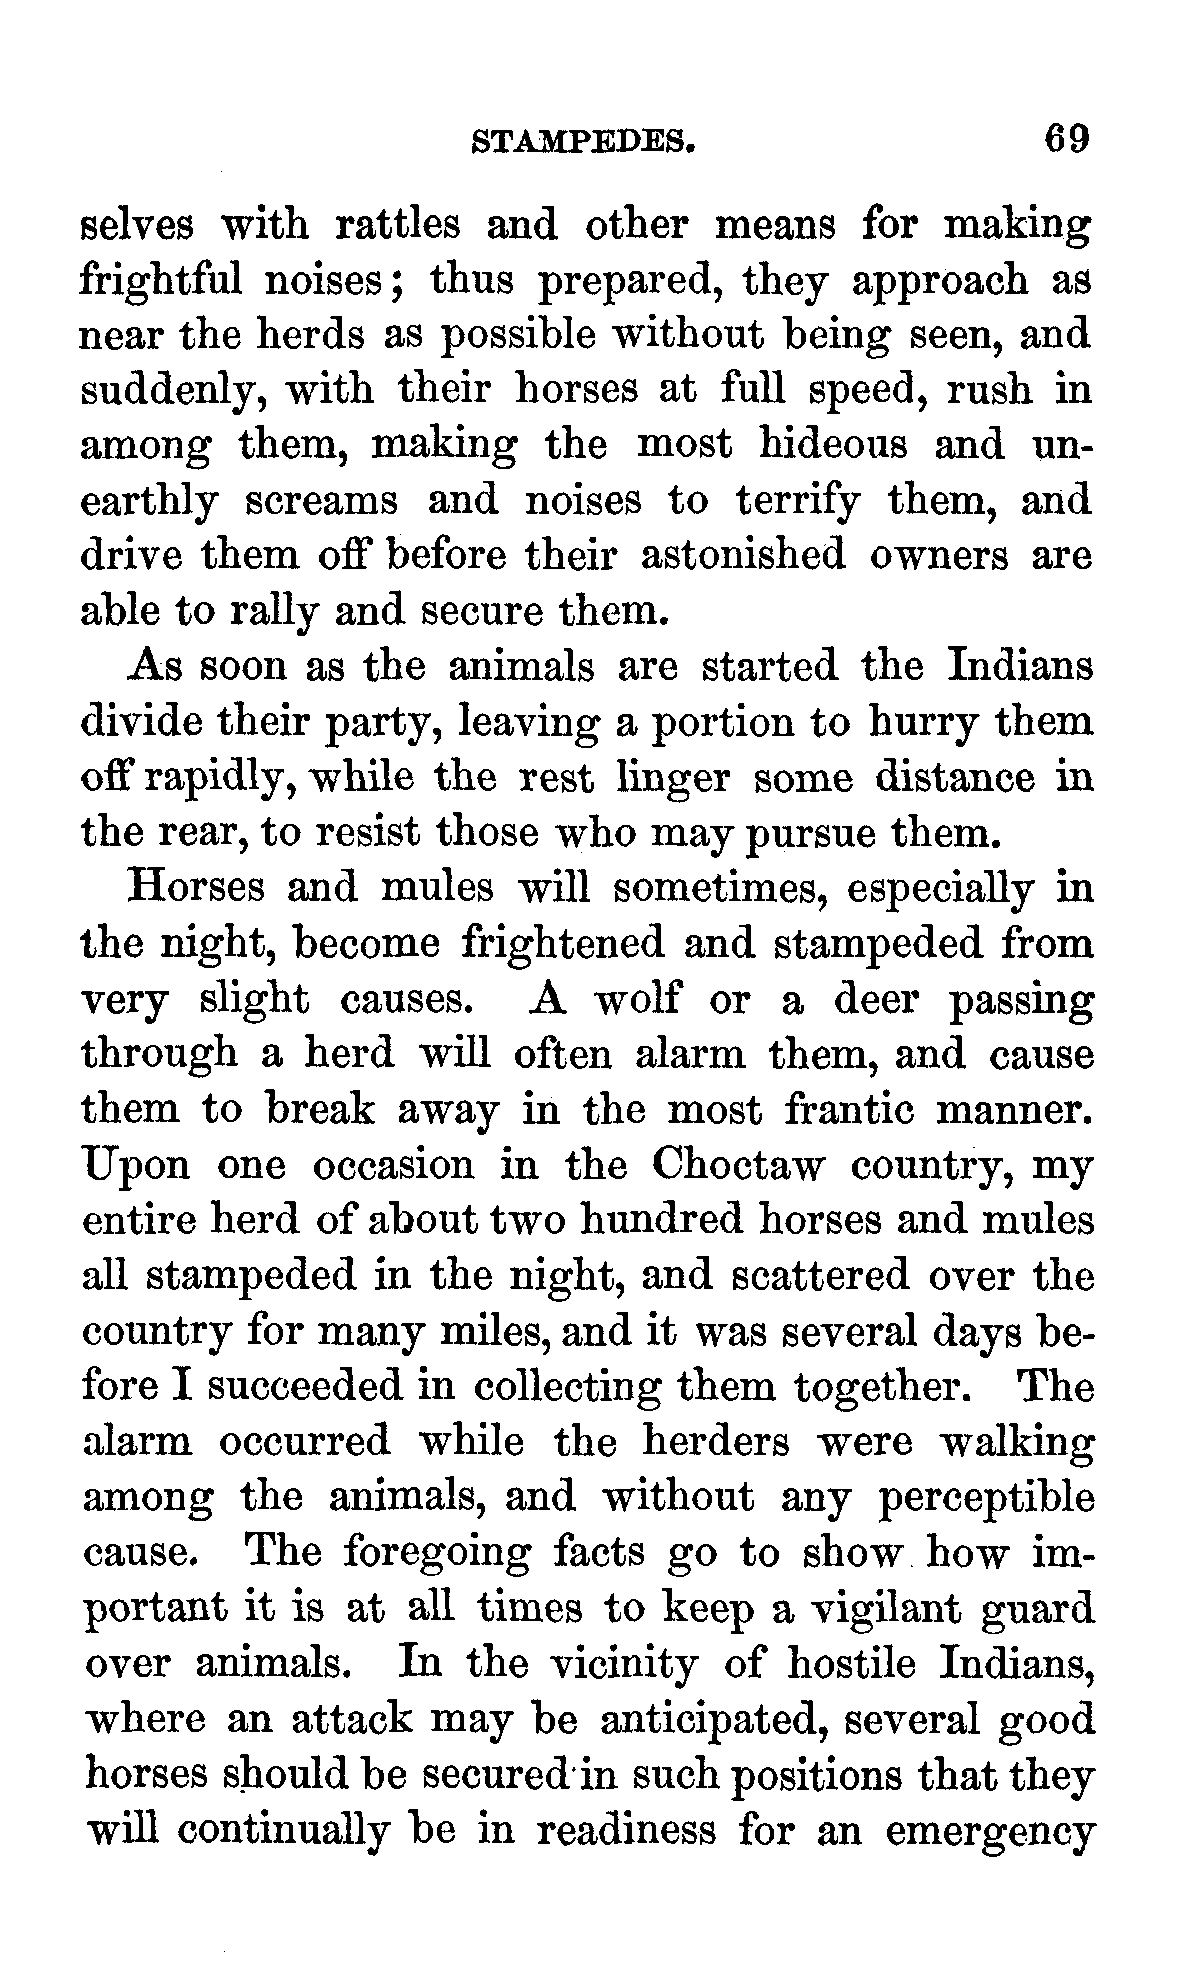 STAMPEDES. 69
selves with rattles and other means for making
frightful noises; thus prepared, they approach as
near the herds as possible without being seen, and
suddenly, with their horses at full speed, rush in
among them, making the most hideous and un-
earthly screams and noises to terrify them, and
drive them off before their astonished owners are
able to rally and secure them.
As soon as the animals are started the Indians
divide their party, leaving a portion to hurry them
off rapidly, while the rest linger some distance in
the rear, to resist those who may pursue them.
Horses and mules will sometimes, especially in
the night, become frightened and stampeded from
very slight causes. A wolf or a deer passing
through a herd will often alarm them, and cause
them to break away in the most frantic manner.
Upon one occasion in the Choctaw country, my
entire herd of about two hundred horses and mules
all stampeded in the night, and scattered over the
country for many miles, and it was several days be-
fore I succeeded in collecting them together. The
alarm occurred while the herders were walking
among the animals, and without any perceptible
cause. The foregoing facts go to show how im-
portant it is at all times to keep a vigilant guard
over animals. In the vicinity of hostile Indians,
where an attack may be anticipated, several good
horses should be secured in such positions that they
will continually be in readiness for an emergency